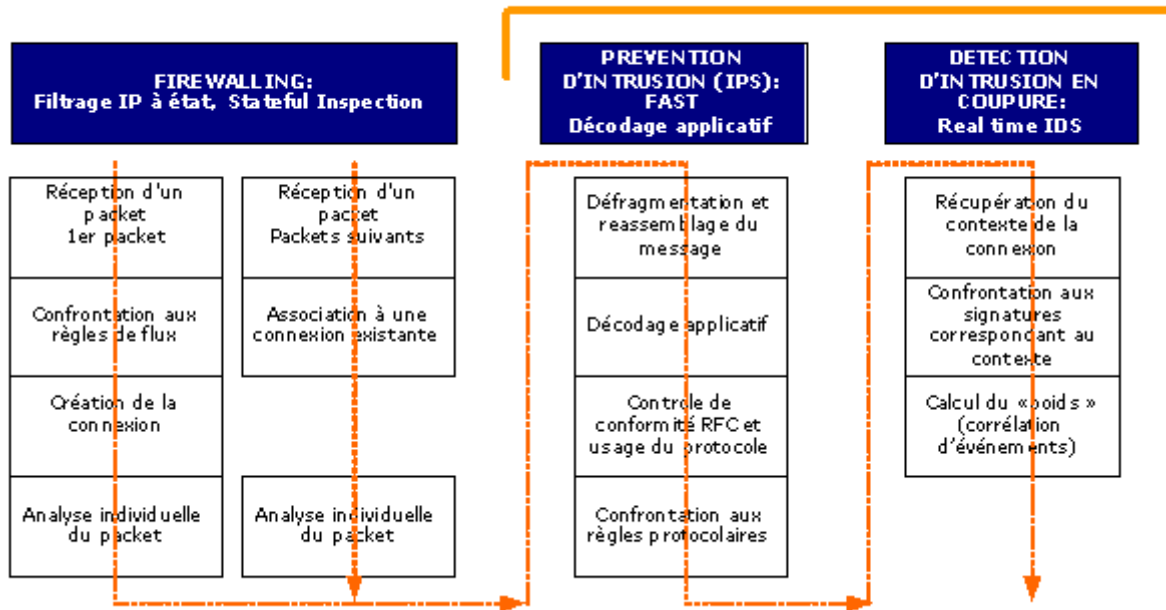 FIREWALLING:
Filtrage IP à état, Stateful Inspection
PREVENTION
D'INTRUSION (IPS):
FAST
Décodage applicatif
DETECTION
D'INTRUSION EN
COUPURE:
Real time IDS
Réception d'un
packet
1er packet
Réception d'un
packet
Packets suivants
Défragmentation et
reassemblage du
message
Récupération du
contexte de la
connexion
Confrontation aux
règles de flux
Association à une
connexion existante
Décodage applicatif
Confrontation aux
signatures
correspondant au
contexte
Création de la
connexion
Controle de
conformité RFC et
usage du protocole
Calcul du «poids »
(corrélation
d'événements)
Analyse individuelle
du packet
Analyse individuelle
du packet
Confrontation aux
règles protocolaires